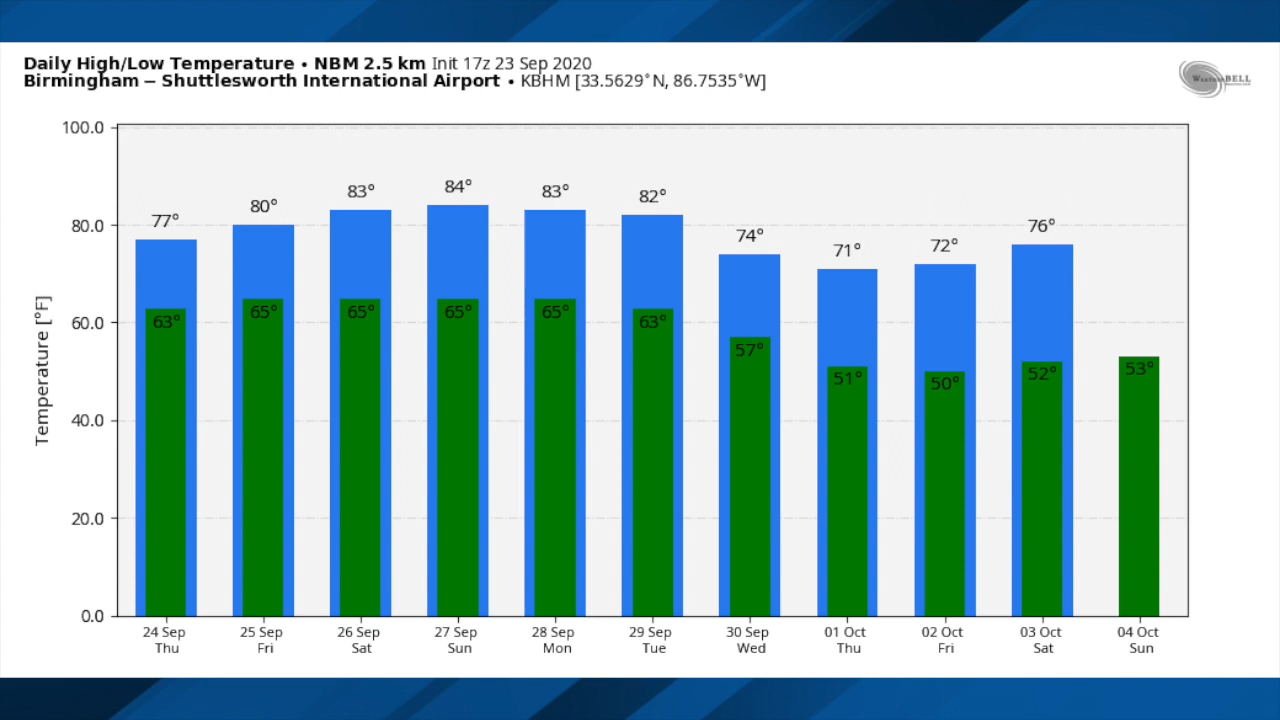 Daily High/Low Temperature • NBM 2.5 km Init 17z 23 Sep 2020
Birmingham – Shuttlesworth International Airport • KBHM [33.5629°N, 86.7535°W]
WeatherBELL
Temperature [°F]
100.0
80.0
60.0
40.0
20.0
0.0
77° 80° 83° 84° 83° 82° 74° 71° 72° 76°
63° 65° 65° 65° 65° 63° 57° 51° 50° 52° 53°
24 Sep 25 Sep 26 Sep 27 Sep 28 Sep 29 Sep 30 Sep 01 Oct 02 Oct 03 Oct 04 Oct
Thu Fri Sat Sun Mon Tue Wed Thu Fri Sat Sun